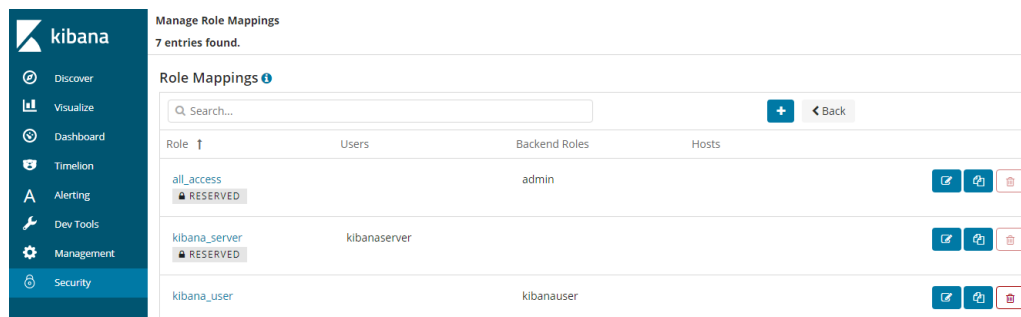 kibana
Discover
Visualize
Dashboard
Timelion
Alerting
Dev Tools
Management
Security
Manage Role Mappings
7 entries found.
Role Mappings
Search...
Back
Role Users Backend Roles Hosts
all_access admin
RESERVED
kibana_server kibanaserver
RESERVED
kibana_user kibanauser